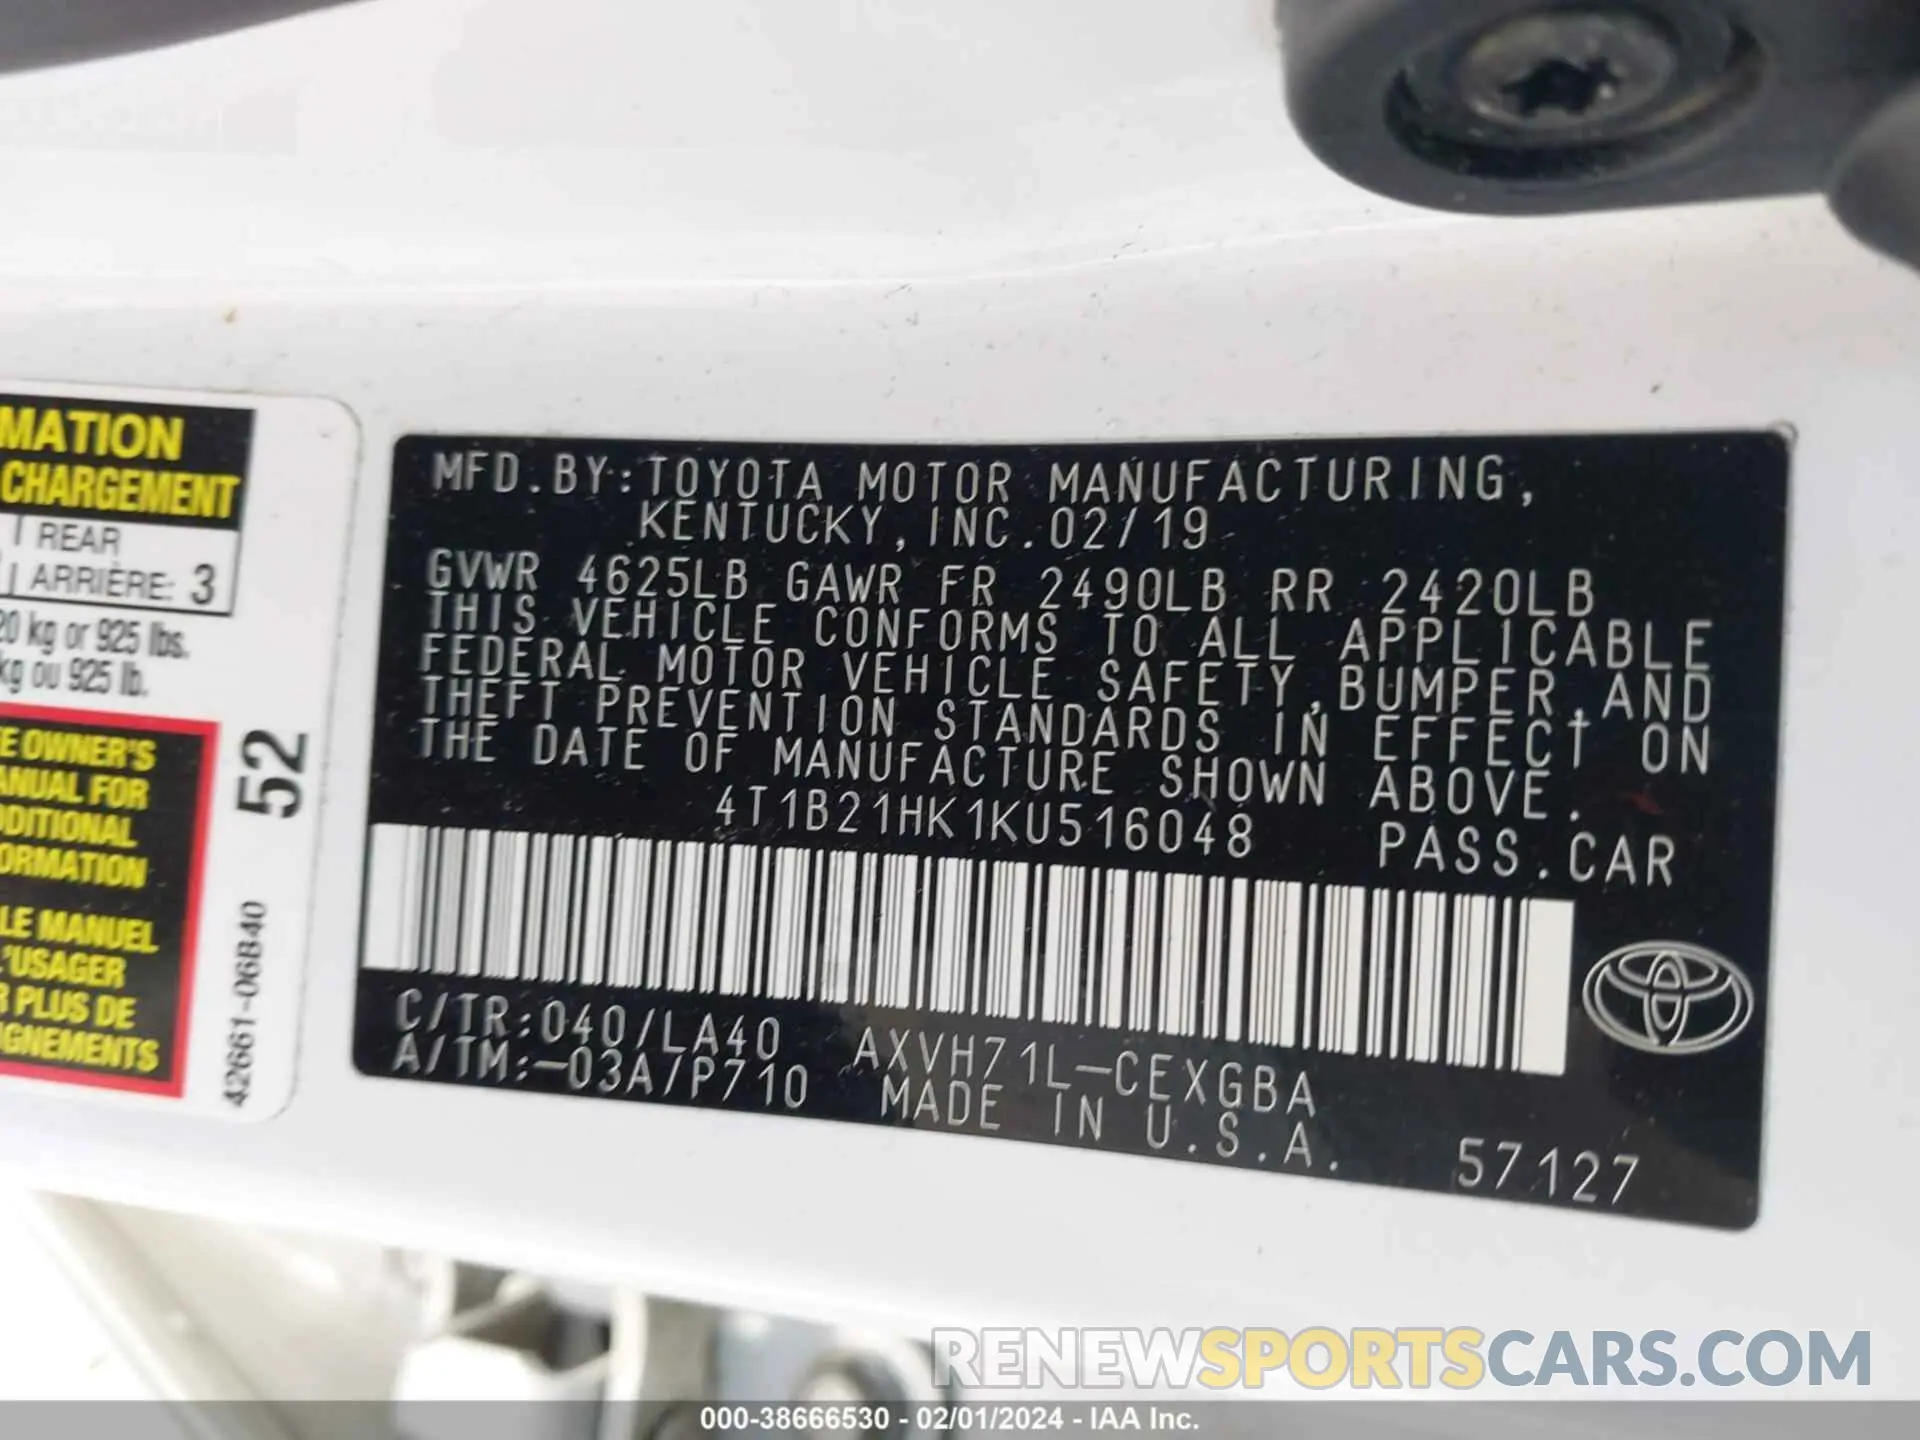 MATION
CHARGEMENT
REAR
ARRIÈRE: 3
20 kg or 925 lbs.
kg ou 925 lb.
E OWNER'S
ANUAL FOR
DDITIONAL
ORMATION
LE MANUEL
L'USAGER
R PLUS DE
IGNEMENTS
52
42661-06B40
MFD.BY:TOYOTA MOTOR MANUFACTURING,
KENTUCKY,INC.02/19
GVWR 4625LB GAWR FR 2490LB RR 2420LB
THIS VEHICLE CONFORMS TO ALL APPLICABLE
FEDERAL MOTOR VEHICLE SAFETY,BUMPER,AND
THEFT PREVENTION STANDARDS IN EFFECT ON
THE DATE OF MANUFACTURE SHOWN ABOVE.
4T1B21HK1KU516048 PASS.CAR
C/TR:040/LA40 AXVH71L-CEXGBA
A/TM:-03A/P710 MADE IN U.S.A.
57127
RENEWSPORTSCARS.COM
000-38666530 - 02/01/2024 - IAA Inc.